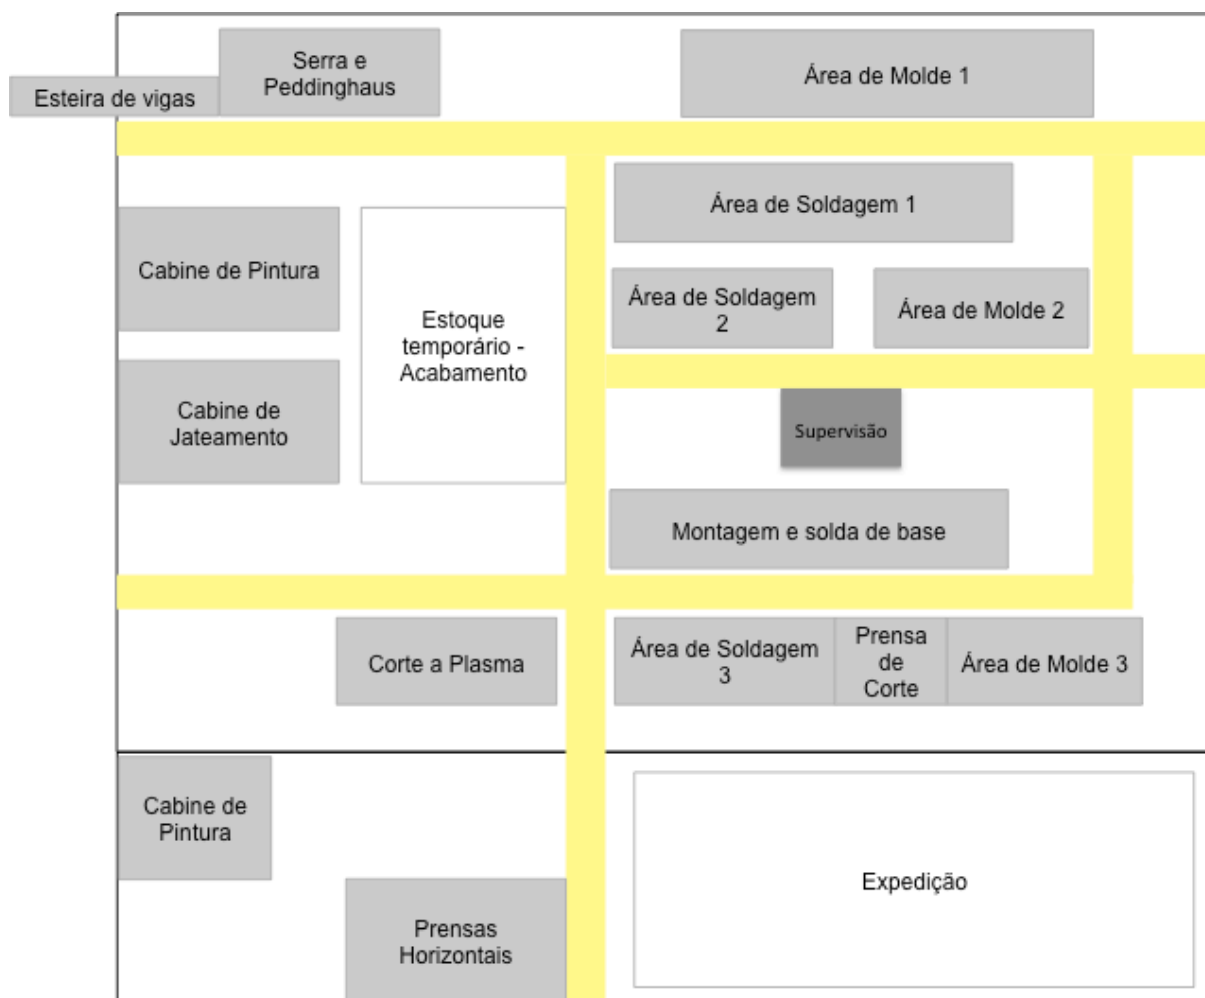 Serra e
Peddinghaus
Esteira de vigas
Área de Molde 1
Área de Soldagem 1
Cabine de Pintura
Estoque
temporário -
Acabamento
Área de Soldagem
2
Área de Molde 2
Cabine de
Jateamento
Supervisão
Montagem e solda de base
Corte a Plasma
Área de Soldagem
3
Prensa
de
Corte
Área de Molde 3
Cabine de
Pintura
Expedição
Prensas
Horizontais